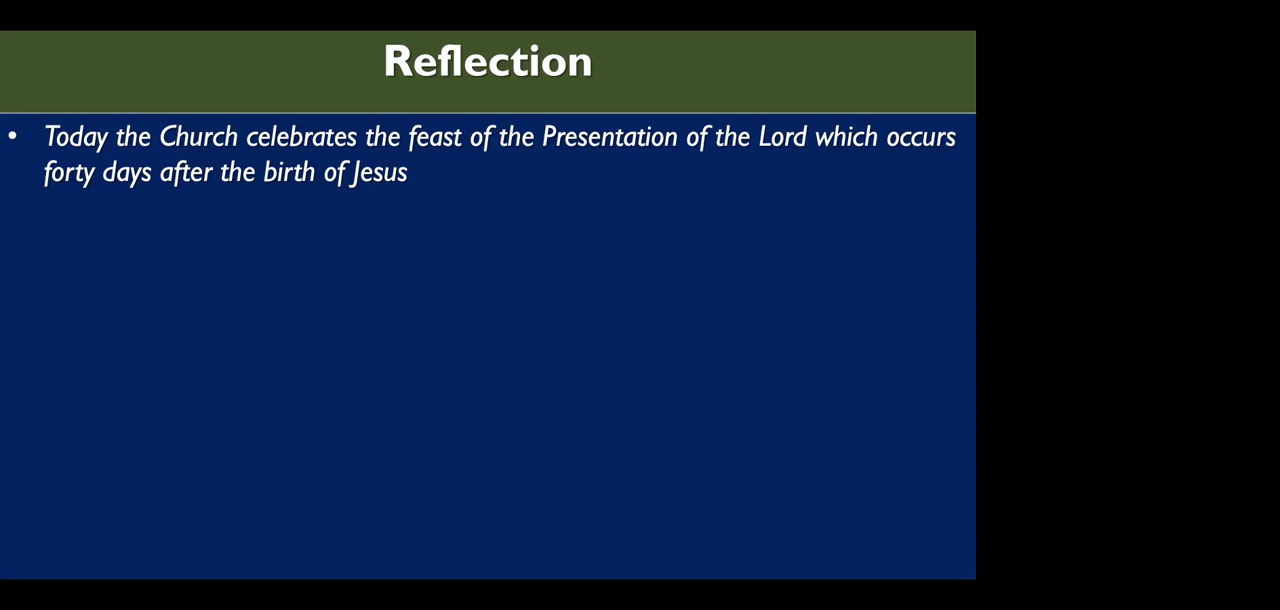 Reflection
• Today the Church celebrates the feast of the Presentation of the Lord which occurs
forty days after the birth of Jesus